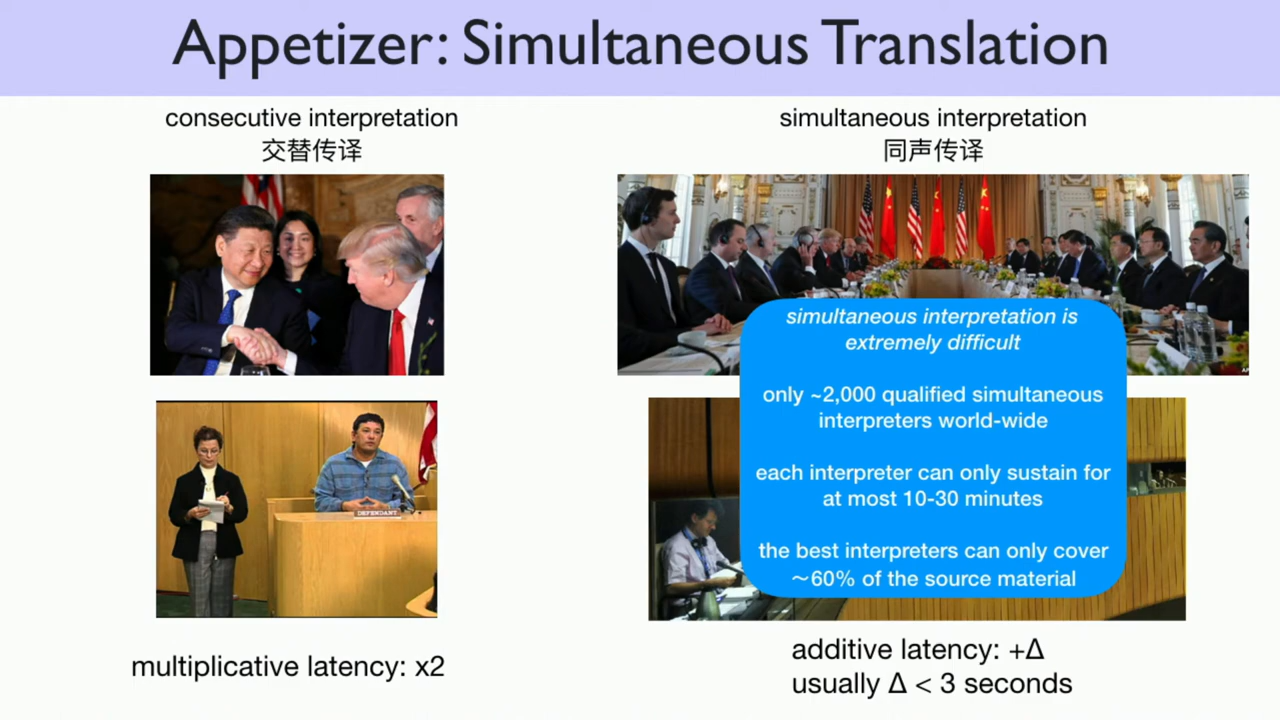 Appetizer: Simultaneous Translation
consecutive interpretation
交替传译
simultaneous interpretation
同声传译
simultaneous interpretation is
extremely difficult
only ~2,000 qualified simultaneous
interpreters world-wide
each interpreter can only sustain for
at most 10-30 minutes
the best interpreters can only cover
~60% of the source material
DEFENDANT
multiplicative latency: x2
additive latency: +Δ
usually Δ < 3 seconds